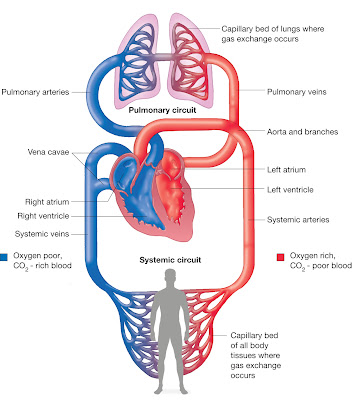 Capillary bed of lungs where
gas exchange occurs
Pulmonary arteries
Pulmonary veins
Pulmonary circuit
Aorta and branches
Vena cavae
Left atrium
Left ventricle
Right atrium
Right ventricle
Systemic arteries
Systemic veins
Oxygen poor,
CO₂ - rich blood
Systemic circuit
Oxygen rich,
CO₂ - poor blood
Capillary bed
of all body
tissues where
gas exchange
occurs